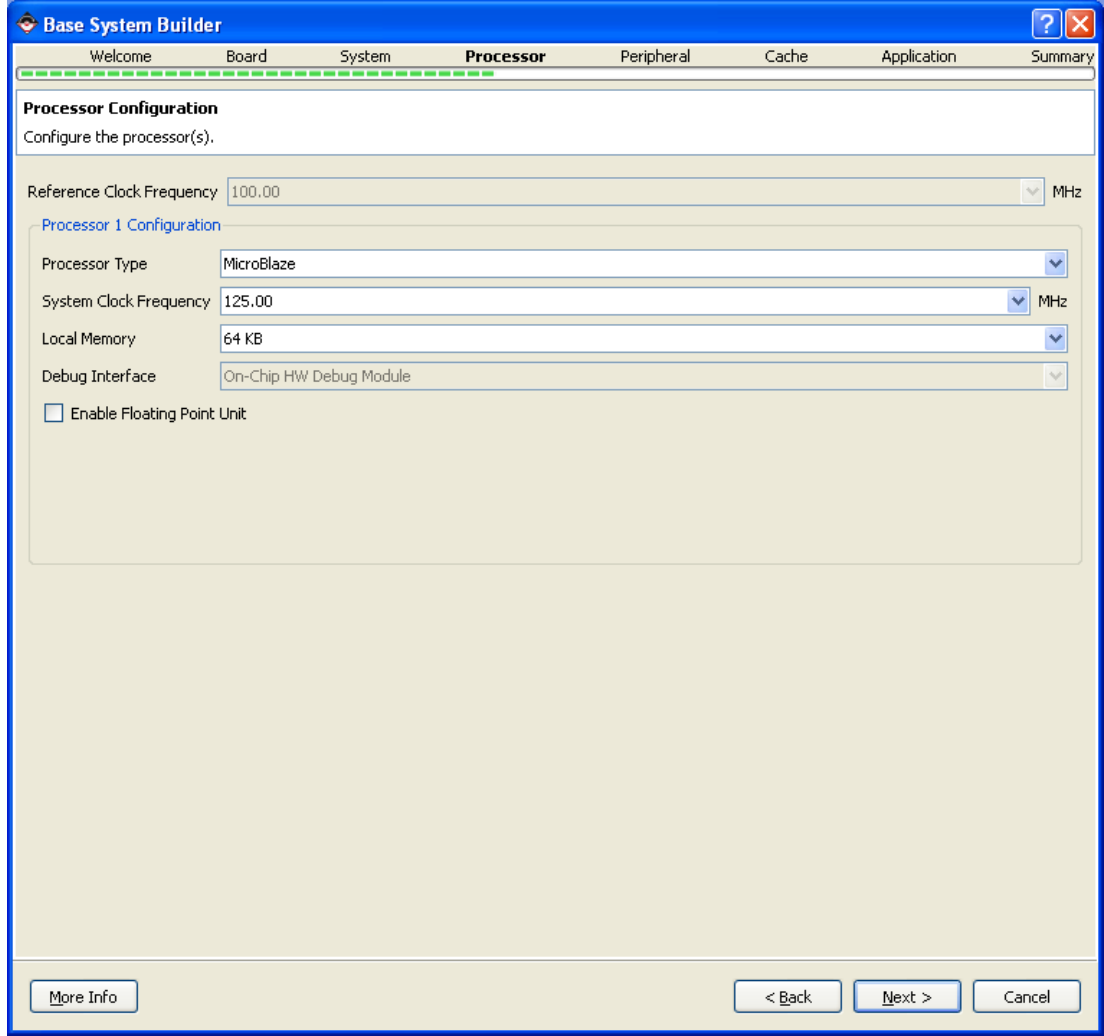 Base System Builder
Welcome Board System Processor Peripheral Cache Application Summary
Processor Configuration
Configure the processor(s).
Reference Clock Frequency 100.00 MHz
Processor 1 Configuration
Processor Type MicroBlaze
System Clock Frequency 125.00 MHz
Local Memory 64 KB
Debug Interface On-Chip HW Debug Module
Enable Floating Point Unit
More Info < Back Next > Cancel